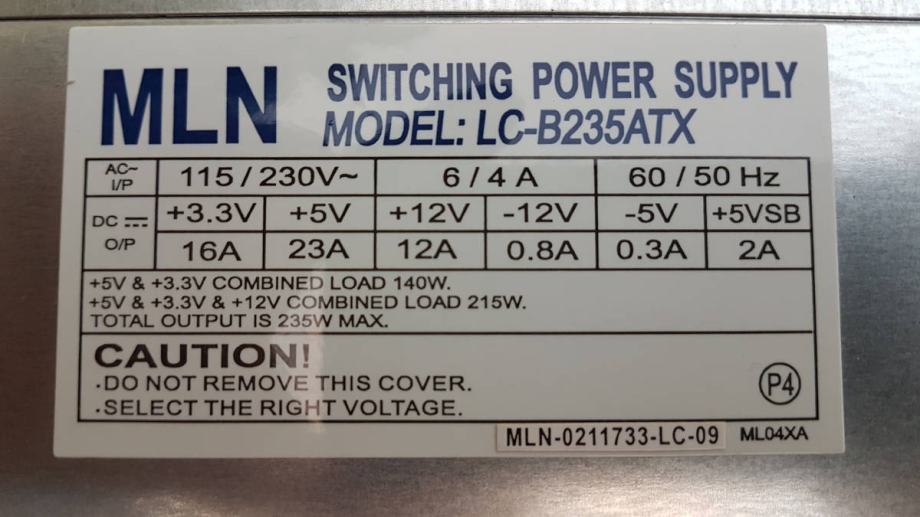 MLN
SWITCHING POWER SUPPLY
MODEL: LC-B235ATX
AC~ I/P 115 / 230V~ 6 / 4 A 60 / 50 Hz
DC O/P +3.3V +5V +12V -12V -5V +5VSB
16A 23A 12A 0.8A 0.3A 2A
+5V & +3.3V COMBINED LOAD 140W.
+5V & +3.3V & +12V COMBINED LOAD 215W.
TOTAL OUTPUT IS 235W MAX.
CAUTION!
·DO NOT REMOVE THIS COVER.
·SELECT THE RIGHT VOLTAGE.
P4
MLN-0211733-LC-09 ML04XA